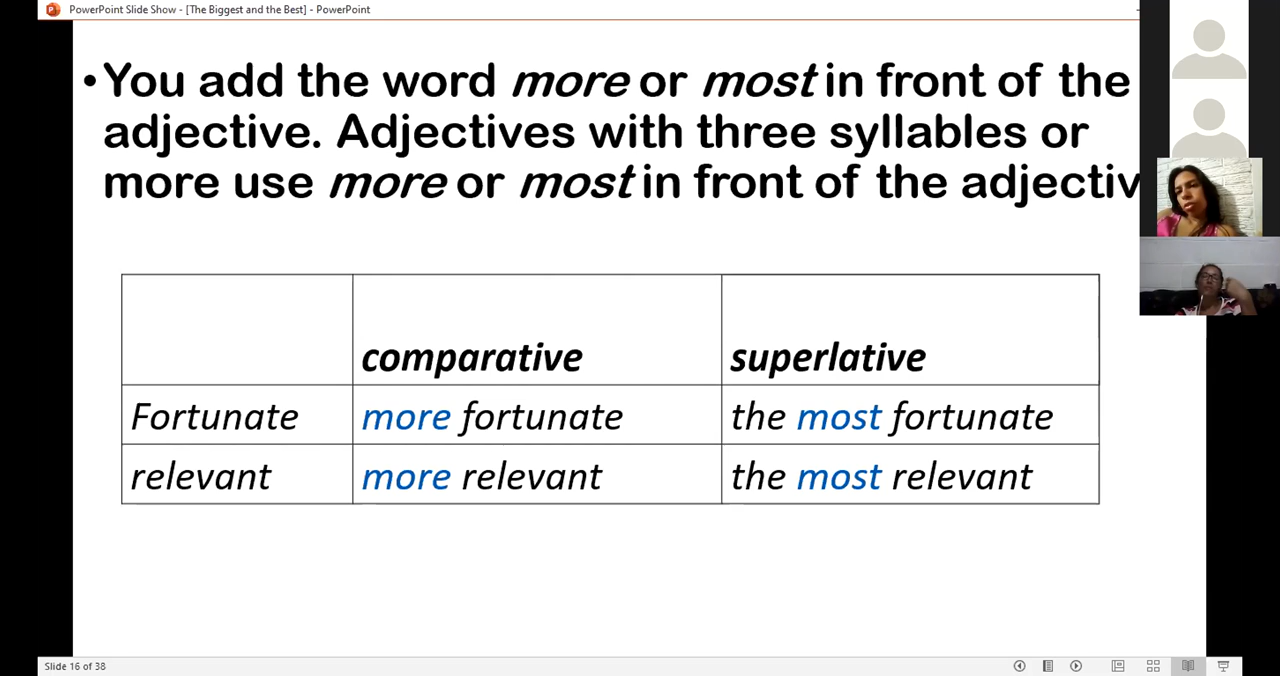 PowerPoint Slide Show - [The Biggest and the Best] - PowerPoint
•You add the word more or most in front of the
adjective. Adjectives with three syllables or
more use more or most in front of the adjectiv
comparative superlative
Fortunate more fortunate the most fortunate
relevant more relevant the most relevant
Slide 16 of 38